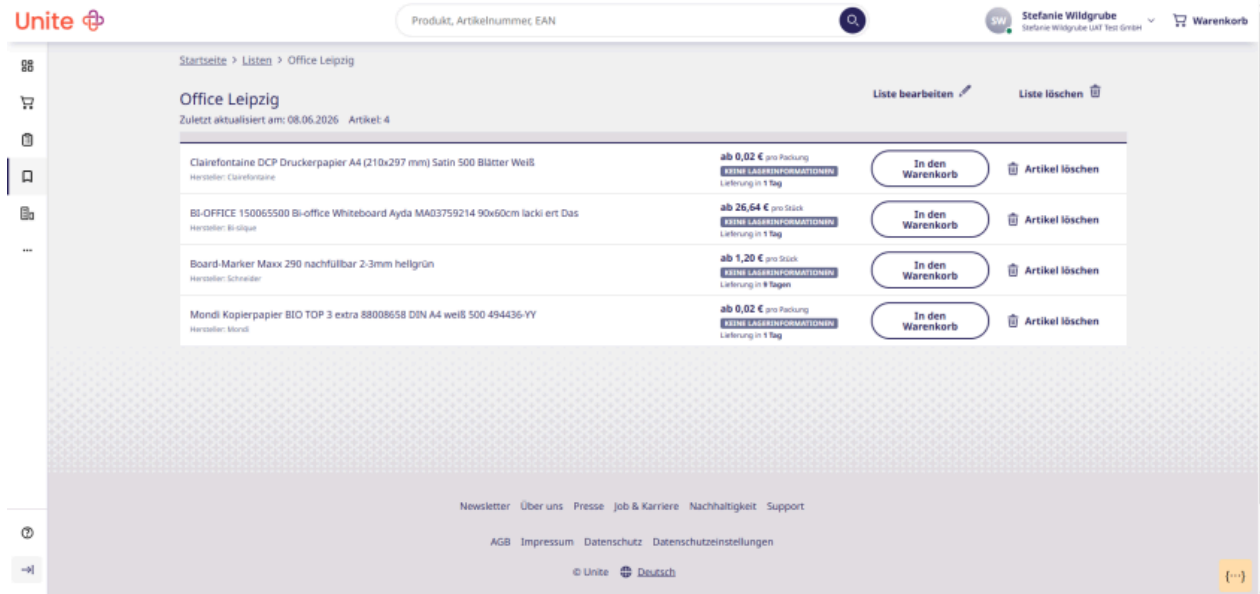 Unite
Produkt, Artikelnummer, EAN
SW
Stefanie Wildgrube
Stefanie Wildgrube UAT Test GmbH
Warenkorb
Startseite > Listen > Office Leipzig
Office Leipzig
Liste bearbeiten
Liste löschen
Zuletzt aktualisiert am: 08.06.2026 Artikel: 4
Clairefontaine DCP Druckerpapier A4 (210x297 mm) Satin 500 Blätter Weiß
Hersteller: Clairefontaine
ab 0,02 € pro Packung
KEINE LAGERINFORMATIONEN
Lieferung in 1 Tag
In den
Warenkorb
Artikel löschen
BI-OFFICE 150065500 Bi-office Whiteboard Ayda MA03759214 90x60cm lacki ert Das
Hersteller: Bi-silque
ab 26,64 € pro Stück
KEINE LAGERINFORMATIONEN
Lieferung in 1 Tag
In den
Warenkorb
Artikel löschen
Board-Marker Maxx 290 nachfüllbar 2-3mm hellgrün
Hersteller: Schneider
ab 1,20 € pro Stück
KEINE LAGERINFORMATIONEN
Lieferung in 9 Tagen
In den
Warenkorb
Artikel löschen
Mondi Kopierpapier BIO TOP 3 extra 88008658 DIN A4 weiß 500 494436-YY
Hersteller: Mondi
ab 0,02 € pro Packung
KEINE LAGERINFORMATIONEN
Lieferung in 1 Tag
In den
Warenkorb
Artikel löschen
Newsletter Über uns Presse Job & Karriere Nachhaltigkeit Support
AGB Impressum Datenschutz Datenschutzeinstellungen
© Unite Deutsch
{···}